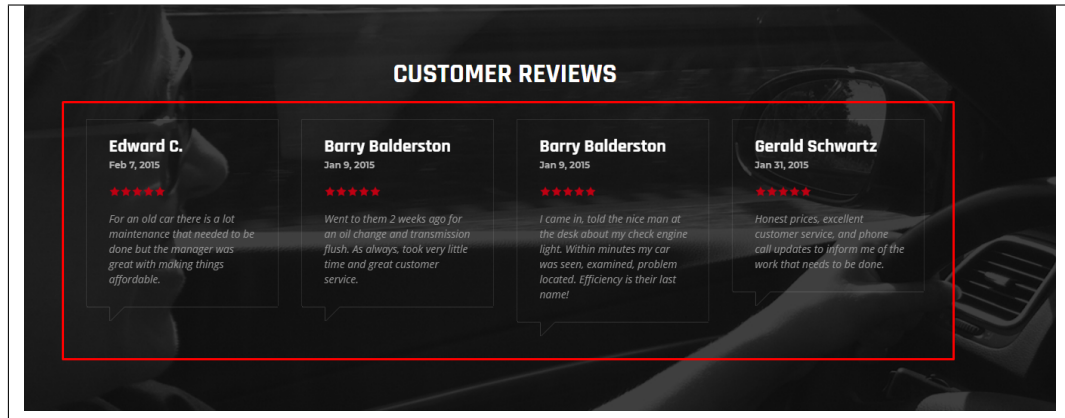 CUSTOMER REVIEWS
Edward C.
Feb 7, 2015
For an old car there is a lot
maintenance that needed to be
done but the manager was
great with making things
affordable.
Barry Balderston
Jan 9, 2015
Went to them 2 weeks ago for
an oil change and transmission
flush. As always, took very little
time and great customer
service.
Barry Balderston
Jan 9, 2015
I came in, told the nice man at
the desk about my check engine
light. Within minutes my car
was seen, examined, problem
located. Efficiency is their last
name!
Gerald Schwartz
Jan 31, 2015
Honest prices, excellent
customer service, and phone
call updates to inform me of the
work that needs to be done.